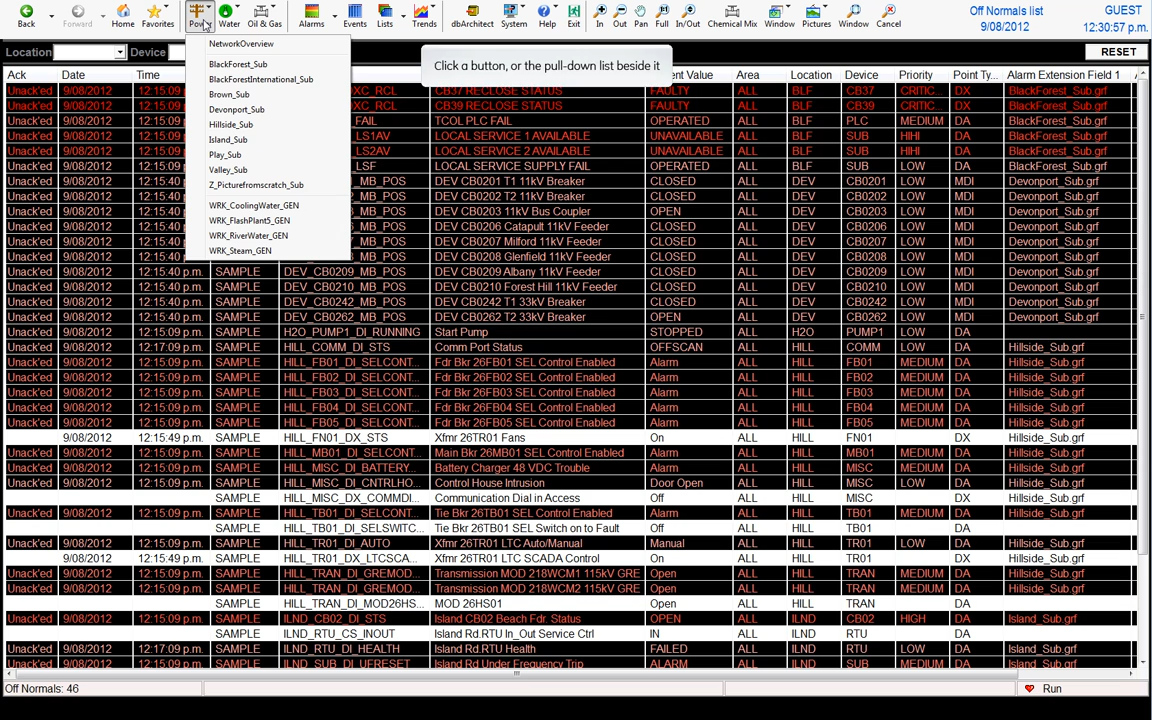 Back Forward Home Favorites Power Water Oil & Gas Alarms Events Lists Trends dbArchitect System Help Exit In Out Pan Full In/Out Chemical Mix Window Pictures Window Cancel
Off Normals list GUEST
9/08/2012 12:30:57 p.m.
Location Device RESET
NetworkOverview
BlackForest_Sub
BlackForestInternational_Sub
Brown_Sub
Devonport_Sub
Hillside_Sub
Island_Sub
Play_Sub
Valley_Sub
Z_Picturefromscratch_Sub
WRK_CoolingWater_GEN
WRK_FlashPlant5_GEN
WRK_RiverWater_GEN
WRK_Steam_GEN
Click a button, or the pull-down list beside it
Ack Date Time ent Value Area Location Device Priority Point Ty... Alarm Extension Field 1
Unack'ed 9/08/2012 12:15:09 p DXC_RCL CB37 RECLOSE STATUS FAULTY ALL BLF CB37 CRITIC... DX BlackForest_Sub.grf
Unack'ed 9/08/2012 12:15:09 p DXC_RCL CB39 RECLOSE STATUS FAULTY ALL BLF CB39 CRITIC... DX BlackForest_Sub.grf
Unack'ed 9/08/2012 12:15:09 p FAIL TCOL PLC FAIL OPERATED ALL BLF PLC MEDIUM DX BlackForest_Sub.grf
Unack'ed 9/08/2012 12:15:09 p LS1AV LOCAL SERVICE 1 AVAILABLE UNAVAILABLE ALL BLF SUB HIHI DX BlackForest_Sub.grf
Unack'ed 9/08/2012 12:15:09 p LS2AV LOCAL SERVICE 2 AVAILABLE UNAVAILABLE ALL BLF SUB HIHI DX BlackForest_Sub.grf
Unack'ed 9/08/2012 12:15:09 p LSF LOCAL SERVICE SUPPLY FAIL OPERATED ALL BLF SUB LOW DX BlackForest_Sub.grf
Unack'ed 9/08/2012 12:15:40 p _MB_POS DEV CB0201 T1 11kV Breaker CLOSED ALL DEV CB0201 LOW MDI Devonport_Sub.grf
Unack'ed 9/08/2012 12:15:40 p _MB_POS DEV CB0202 T2 11kV Breaker CLOSED ALL DEV CB0202 LOW MDI Devonport_Sub.grf
Unack'ed 9/08/2012 12:15:40 p _MB_POS DEV CB0203 11kV Bus Coupler OPEN ALL DEV CB0203 LOW MDI Devonport_Sub.grf
Unack'ed 9/08/2012 12:15:40 p _MB_POS DEV CB0206 Catapult 11kV Feeder CLOSED ALL DEV CB0206 LOW MDI Devonport_Sub.grf
Unack'ed 9/08/2012 12:15:40 p _MB_POS DEV CB0207 Milford 11kV Feeder CLOSED ALL DEV CB0207 LOW MDI Devonport_Sub.grf
Unack'ed 9/08/2012 12:15:40 p _MB_POS DEV CB0208 Glenfield 11kV Feeder CLOSED ALL DEV CB0208 LOW MDI Devonport_Sub.grf
Unack'ed 9/08/2012 12:15:40 p.m. SAMPLE DEV_CB0209_MB_POS DEV CB0209 Albany 11kV Feeder CLOSED ALL DEV CB0209 LOW MDI Devonport_Sub.grf
Unack'ed 9/08/2012 12:15:40 p.m. SAMPLE DEV_CB0210_MB_POS DEV CB0210 Forest Hill 11kV Feeder CLOSED ALL DEV CB0210 LOW MDI Devonport_Sub.grf
Unack'ed 9/08/2012 12:15:40 p.m. SAMPLE DEV_CB0242_MB_POS DEV CB0242 T1 33kV Breaker CLOSED ALL DEV CB0242 LOW MDI Devonport_Sub.grf
Unack'ed 9/08/2012 12:15:40 p.m. SAMPLE DEV_CB0262_MB_POS DEV CB0262 T2 33kV Breaker OPEN ALL DEV CB0262 LOW MDI Devonport_Sub.grf
Unack'ed 9/08/2012 12:15:09 p.m. SAMPLE H2O_PUMP1_DI_RUNNING Start Pump STOPPED ALL H2O PUMP1 LOW DA
Unack'ed 9/08/2012 12:17:09 p.m. SAMPLE HILL_COMM_DI_STS Comm Port Status OFFSCAN ALL HILL COMM LOW DA Hillside_Sub.grf
Unack'ed 9/08/2012 12:15:09 p.m. SAMPLE HILL_FB01_DI_SELCONT... Fdr Bkr 26FB01 SEL Control Enabled Alarm ALL HILL FB01 MEDIUM DA Hillside_Sub.grf
Unack'ed 9/08/2012 12:15:09 p.m. SAMPLE HILL_FB02_DI_SELCONT... Fdr Bkr 26FB02 SEL Control Enabled Alarm ALL HILL FB02 MEDIUM DA Hillside_Sub.grf
Unack'ed 9/08/2012 12:15:09 p.m. SAMPLE HILL_FB03_DI_SELCONT... Fdr Bkr 26FB03 SEL Control Enabled Alarm ALL HILL FB03 MEDIUM DA Hillside_Sub.grf
Unack'ed 9/08/2012 12:15:09 p.m. SAMPLE HILL_FB04_DI_SELCONT... Fdr Bkr 26FB04 SEL Control Enabled Alarm ALL HILL FB04 MEDIUM DA Hillside_Sub.grf
Unack'ed 9/08/2012 12:15:09 p.m. SAMPLE HILL_FB05_DI_SELCONT... Fdr Bkr 26FB05 SEL Control Enabled Alarm ALL HILL FB05 MEDIUM DA Hillside_Sub.grf
9/08/2012 12:15:49 p.m. SAMPLE HILL_FN01_DX_STS Xfmr 26TR01 Fans On ALL HILL FN01 DX Hillside_Sub.grf
Unack'ed 9/08/2012 12:15:09 p.m. SAMPLE HILL_MB01_DI_SELCONT... Main Bkr 26MB01 SEL Control Enabled Alarm ALL HILL MB01 MEDIUM DA Hillside_Sub.grf
Unack'ed 9/08/2012 12:15:09 p.m. SAMPLE HILL_MISC_DI_BATTERY... Battery Charger 48 VDC Trouble Alarm ALL HILL MISC MEDIUM DA Hillside_Sub.grf
Unack'ed 9/08/2012 12:15:09 p.m. SAMPLE HILL_MISC_DI_CNTRLHO... Control House Intrusion Door Open ALL HILL MISC LOW DA Hillside_Sub.grf
SAMPLE HILL_MISC_DX_COMMDI... Communication Dial in Access Off ALL HILL MISC DX Hillside_Sub.grf
Unack'ed 9/08/2012 12:15:09 p.m. SAMPLE HILL_TB01_DI_SELCONT... Tie Bkr 26TB01 SEL Control Enabled Alarm ALL HILL TB01 MEDIUM DA Hillside_Sub.grf
SAMPLE HILL_TB01_DI_SELSWITC... Tie Bkr 26TB01 SEL Switch on to Fault Off ALL HILL TB01 DA
Unack'ed 9/08/2012 12:15:09 p.m. SAMPLE HILL_TR01_DI_AUTO Xfmr 26TR01 LTC Auto/Manual Manual ALL HILL TR01 LOW DA Hillside_Sub.grf
9/08/2012 12:15:49 p.m. SAMPLE HILL_TR01_DX_LTCSCA... Xfmr 26TR01 LTC SCADA Control On ALL HILL TR01 DX Hillside_Sub.grf
Unack'ed 9/08/2012 12:15:09 p.m. SAMPLE HILL_TRAN_DI_GREMOD... Transmission MOD 218WCM1 115kV GRE Open ALL HILL TRAN MEDIUM DA Hillside_Sub.grf
Unack'ed 9/08/2012 12:15:09 p.m. SAMPLE HILL_TRAN_DI_GREMOD... Transmission MOD 218WCM2 115kV GRE Open ALL HILL TRAN MEDIUM DA Hillside_Sub.grf
SAMPLE HILL_TRAN_DI_MOD26HS... MOD 26HS01 Open ALL HILL TRAN DA
Unack'ed 9/08/2012 12:15:09 p.m. SAMPLE ILND_CB02_DI_STS Island CB02 Beach Fdr. Status OPEN ALL ILND CB02 HIGH DA Island_Sub.grf
SAMPLE ILND_RTU_CS_INOUT Island Rd.RTU In_Out Service Ctrl IN ALL ILND RTU DA
Unack'ed 9/08/2012 12:17:09 p.m. SAMPLE ILND_RTU_DI_HEALTH Island Rd.RTU Health FAILED ALL ILND RTU LOW DA Island_Sub.grf
Unack'ed 9/08/2012 12:15:09 p.m. SAMPLE ILND_SUB_DI_UFRESET Island Rd Under Frequency Trip ALARM ALL ILND SUB MEDIUM DA Island_Sub.grf
Off Normals: 46 Run